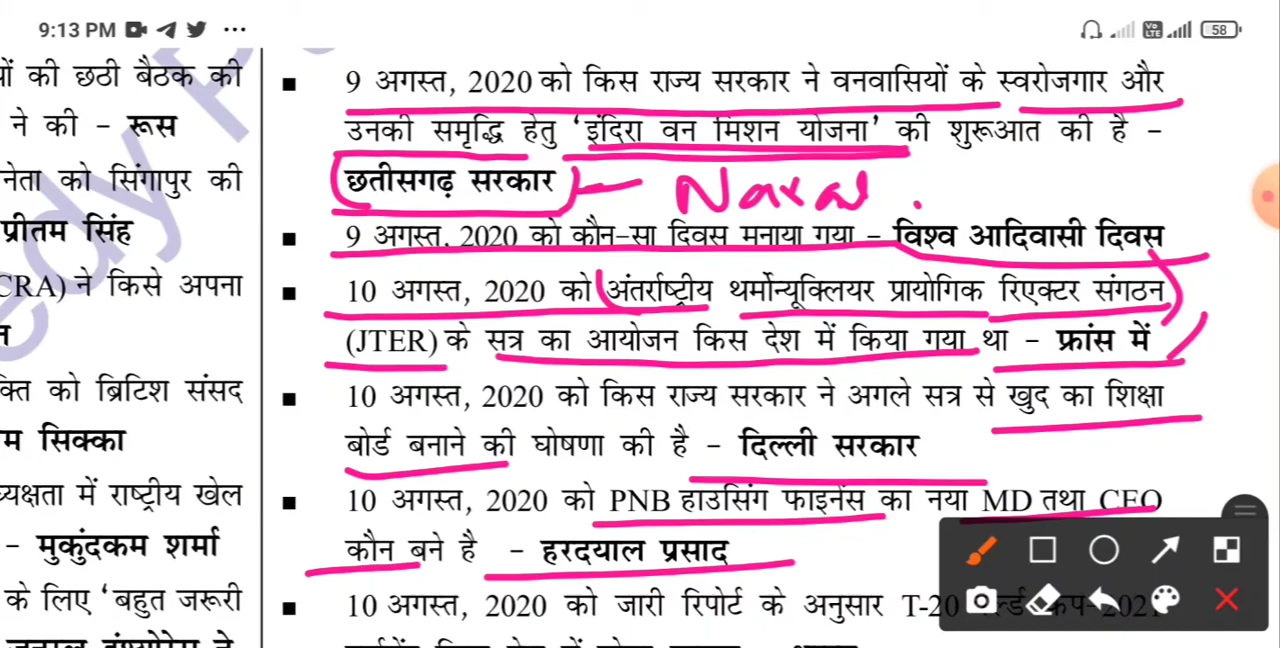 9:13 PM
58
ों की छठी बैठक की
ने की – रूस
नेता को सिंगापुर की
प्रीतम सिंह
CRA) ने किसे अपना
क्ति को ब्रिटिश संसद
म सिक्का
ध्यक्षता में राष्ट्रीय खेल
- मुकुंदकम शर्मा
के लिए ‘बहुत जरूरी
■ 9 अगस्त, 2020 को किस राज्य सरकार ने वनवासियों के स्वरोजगार और
उनकी समृद्धि हेतु ‘इंदिरा वन मिशन योजना’ की शुरूआत की है –
छतीसगढ़ सरकार
■ 9 अगस्त, 2020 को कौन-सा दिवस मनाया गया – विश्व आदिवासी दिवस
■ 10 अगस्त, 2020 को अंतर्राष्ट्रीय थर्मोन्यूक्लियर प्रायोगिक रिएक्टर संगठन
(JTER) के सत्र का आयोजन किस देश में किया गया था – फ्रांस में
■ 10 अगस्त, 2020 को किस राज्य सरकार ने अगले सत्र से खुद का शिक्षा
बोर्ड बनाने की घोषणा की है – दिल्ली सरकार
■ 10 अगस्त, 2020 को PNB हाउसिंग फाइनेंस का नया MD तथा CEO
कौन बने है – हरदयाल प्रसाद
■ 10 अगस्त, 2020 को जारी रिपोर्ट के अनुसार T-20